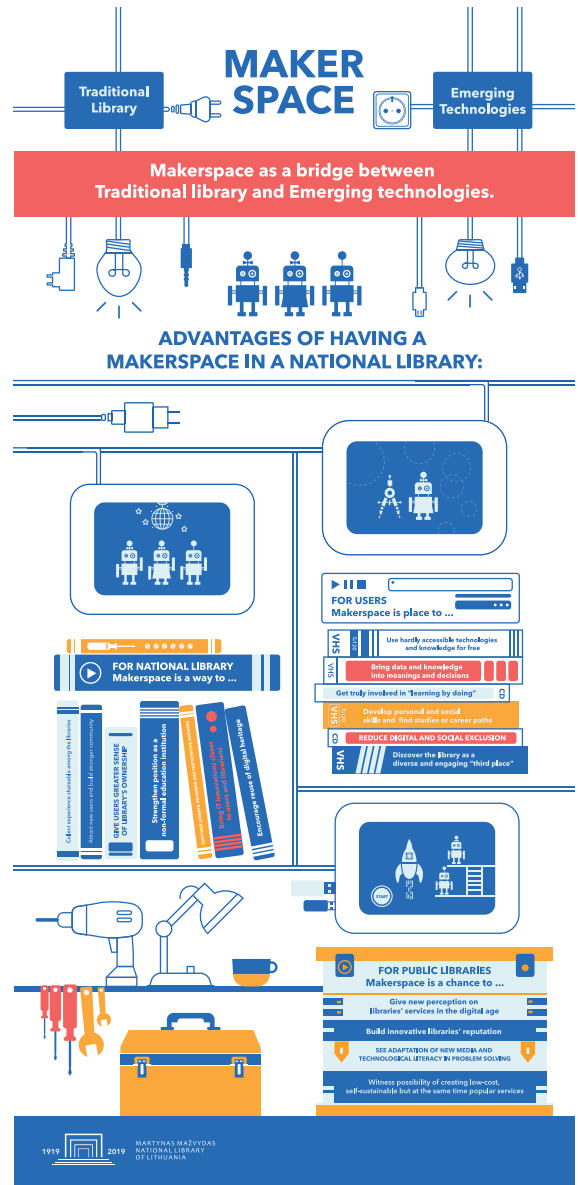 Traditional
Library
MAKER
SPACE
Emerging
Technologies
Makerspace as a bridge between
Traditional library and Emerging technologies.
ADVANTAGES OF HAVING A
MAKERSPACE IN A NATIONAL LIBRARY:
FOR USERS
Makerspace is place to ...
VHS
5/120
Use hardly accessible technologies
and knowledge for free
VHS
Bring data and knowledge
into meanings and decisions
Get truly involved in "learning by doing"
CD
VHS
Develop personal and social
skills and find studies or career paths
CD
REDUCE DIGITAL AND SOCIAL EXCLUSION
VHS
Discover the library as a
diverse and engaging "third place"
FOR NATIONAL LIBRARY
Makerspace is a way to ...
Collect experience shareable among the libraries
Attract new users and build stronger community
GIVE USERS GREATER SENSE
OF LIBRARY'S OWNERSHIP
Strengthen position as a
non-formal education institution
Bring IT innovations closer
to users and librarians
Encourage reuse of digital heritage
START
FOR PUBLIC LIBRARIES
Makerspace is a chance to ...
Give new perception on
libraries' services in the digital age
Build innovative libraries' reputation
SEE ADAPTATION OF NEW MEDIA AND
TECHNOLOGICAL LITERACY IN PROBLEM SOLVING
Witness possibility of creating low-cost,
self-sustainable but at the same time popular services
1919
2019
MARTYNAS MAŽVYDAS
NATIONAL LIBRARY
OF LITHUANIA